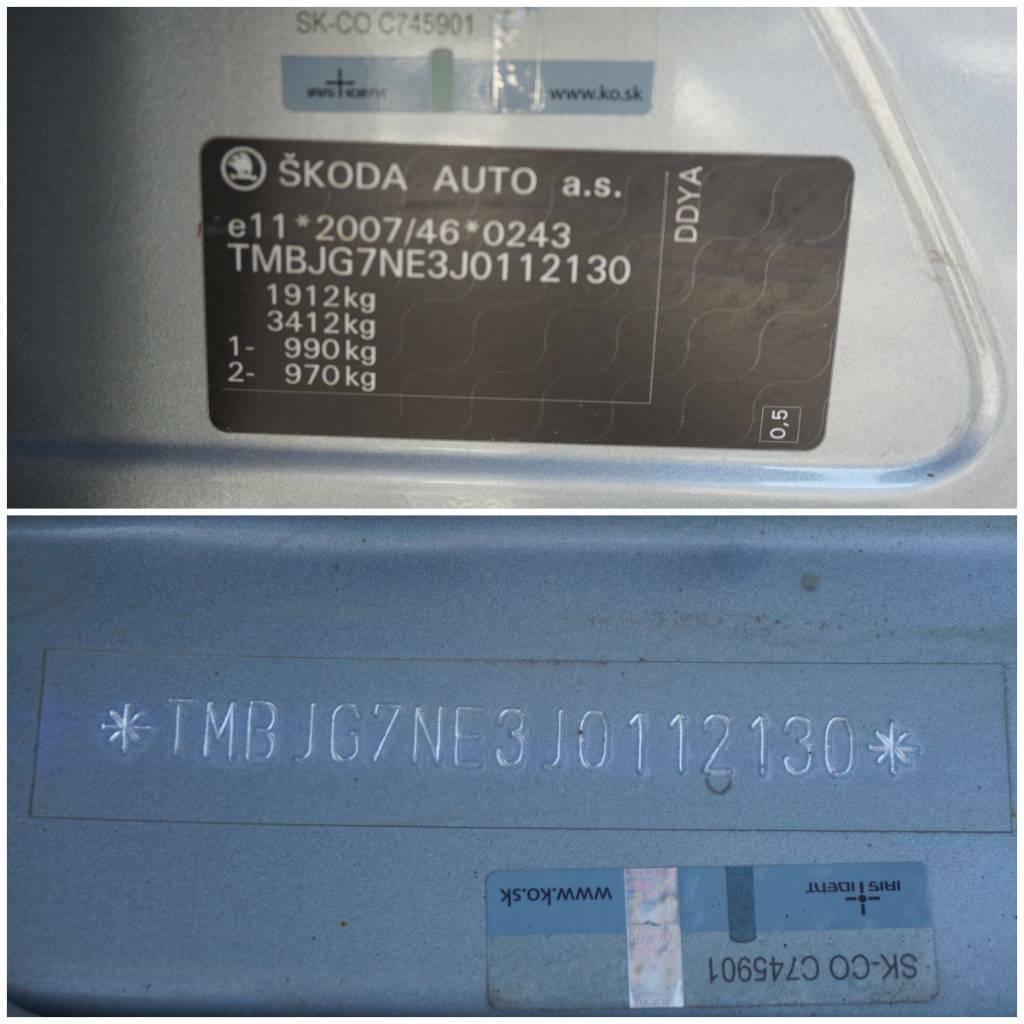 SK-CO C745901
IRIS IDENT
www.ko.sk
ŠKODA AUTO a.s.
e11*2007/46*0243
TMBJG7NE3J0112130
1912kg
3412kg
1- 990kg
2- 970kg
DDYA
0,5
*TMBJG7NE3J0112130*
SK-CO C745901
IRIS IDENT
www.ko.sk